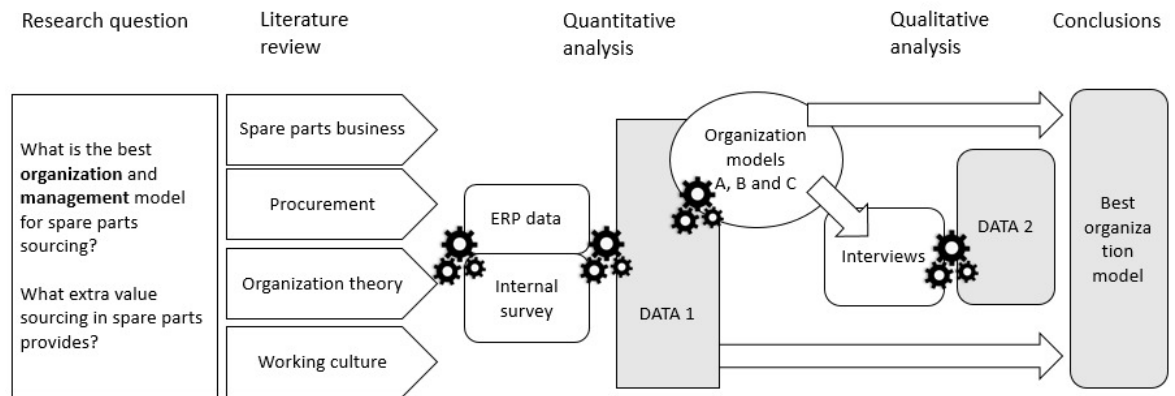 Research question
Literature
review
Quantitative
analysis
Qualitative
analysis
Conclusions
What is the best
organization and
management model
for spare parts
sourcing?
What extra value
sourcing in spare parts
provides?
Spare parts business
Procurement
Organization theory
Working culture
ERP data
Internal
survey
DATA 1
Organization
models
A, B and C
Interviews
DATA 2
Best
organiza
tion
model